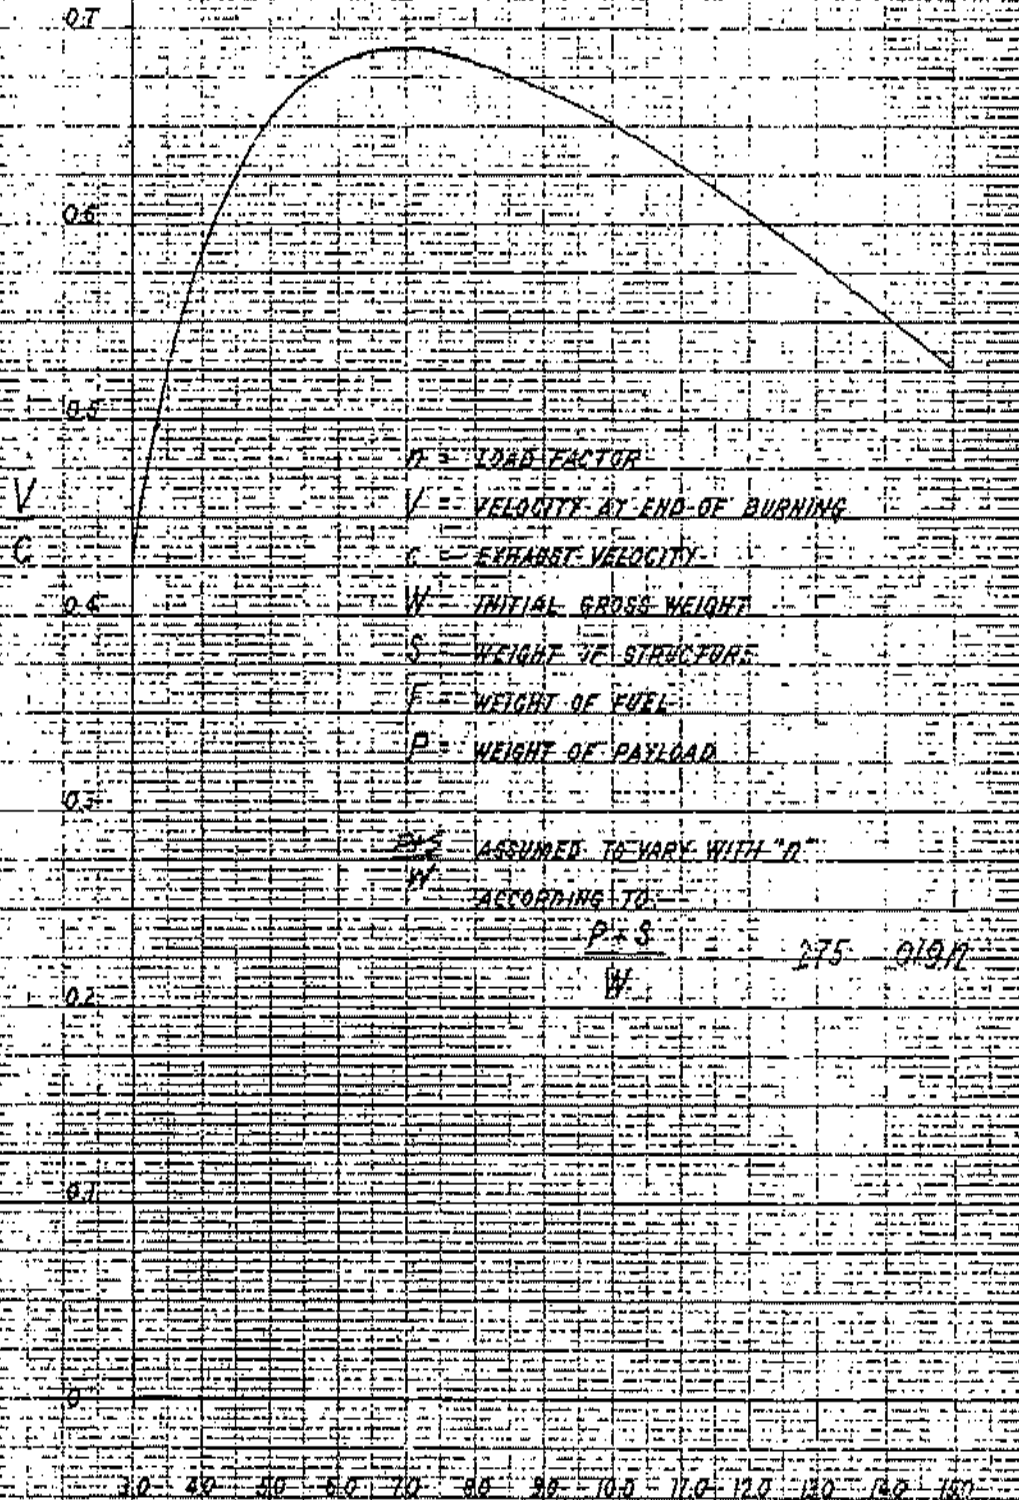 0.7
0.6
0.5
V
C
0.4
0.3
0.2
0.1
0
n = LOAD FACTOR
V = VELOCITY AT END OF BURNING
c = EXHAUST VELOCITY
W = INITIAL GROSS WEIGHT
S = WEIGHT OF STRUCTURE
F = WEIGHT OF FUEL
P = WEIGHT OF PAYLOAD
P+S
W
ASSUMED TO VARY WITH "n"
ACCORDING TO
P + S = 275 019n
W
3.0 4.0 5.0 6.0 7.0 8.0 9.0 10.0 11.0 12.0 13.0 14.0 15.0